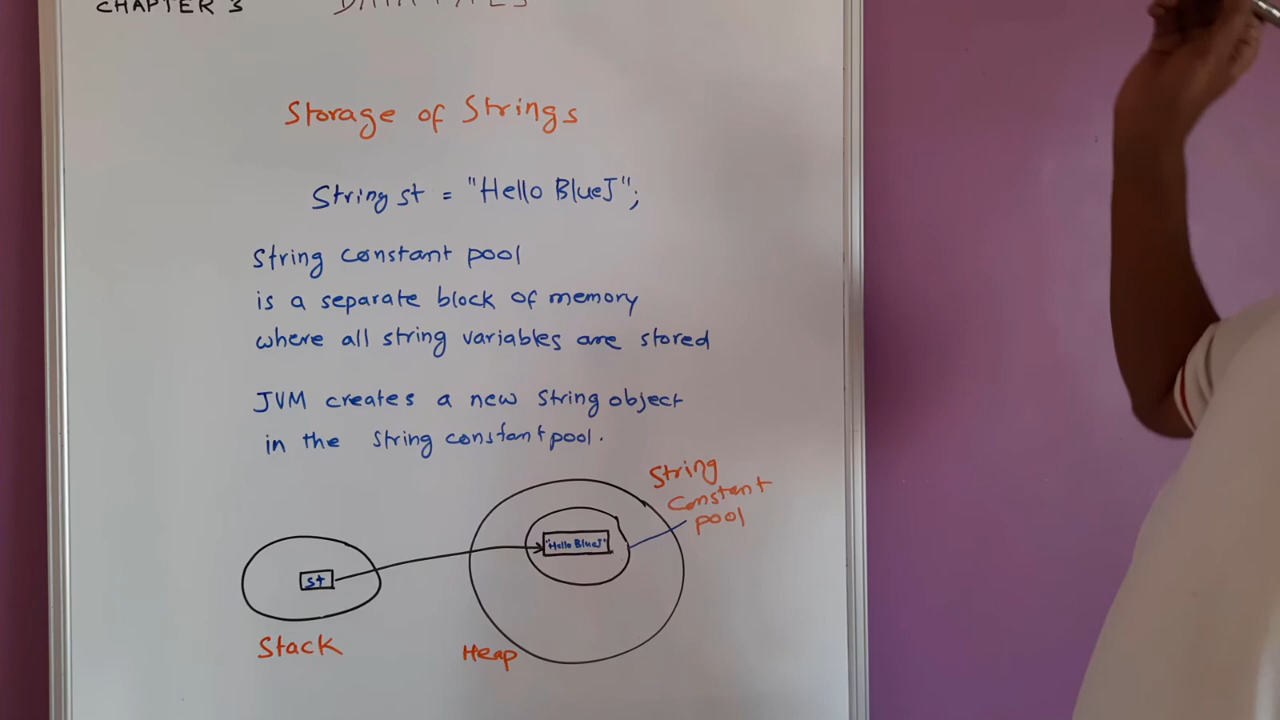 CHAPTER 3 DATA TYPES
Storage of Strings
String st = "Hello BlueJ";
String constant pool
is a separate block of memory
where all string variables are stored
JVM creates a new String object
in the String constant pool.
String
constant
pool
"Hello BlueJ"
st
Stack
Heap